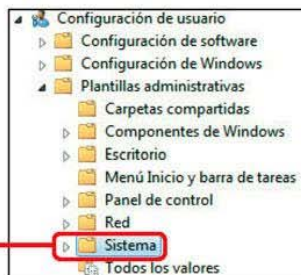 Configuración de usuario
Configuración de software
Configuración de Windows
Plantillas administrativas
Carpetas compartidas
Componentes de Windows
Escritorio
Menú Inicio y barra de tareas
Panel de control
Red
Sistema
Todos los valores